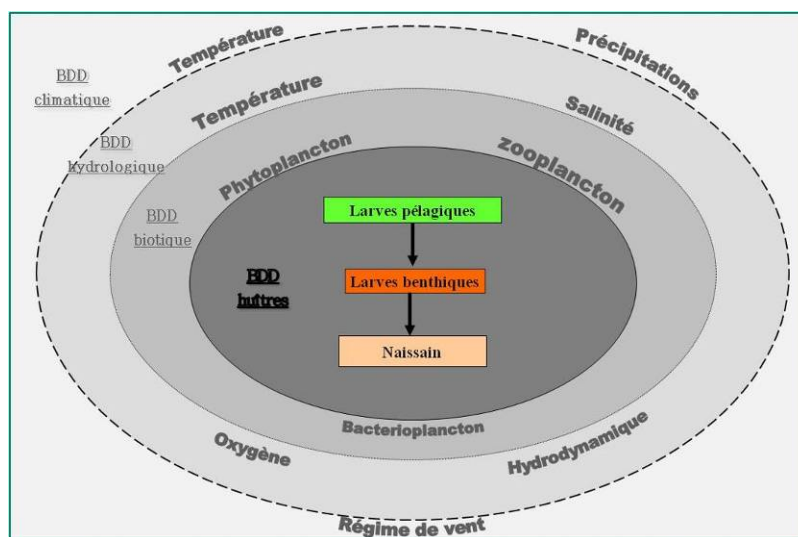 Température
Précipitations
BDD
climatique
Température
Salinité
BDD
hydrologique
Phytoplancton
zooplancton
BDD
biotique
Larves pélagiques
Larves benthiques
BDD
huîtres
Naissain
Bacterioplancton
Oxygène
Hydrodynamique
Régime de vent